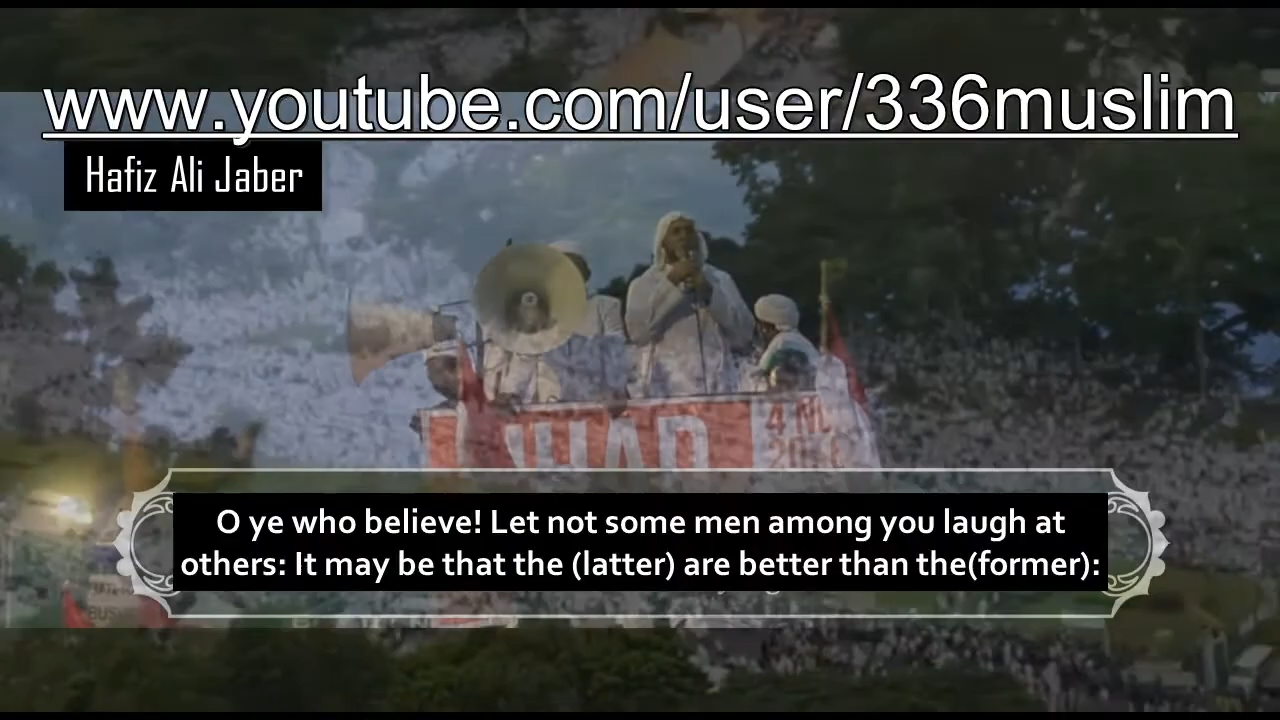 www.youtube.com/user/336muslim
Hafiz Ali Jaber
O ye who believe! Let not some men among you laugh at
others: It may be that the (latter) are better than the(former):